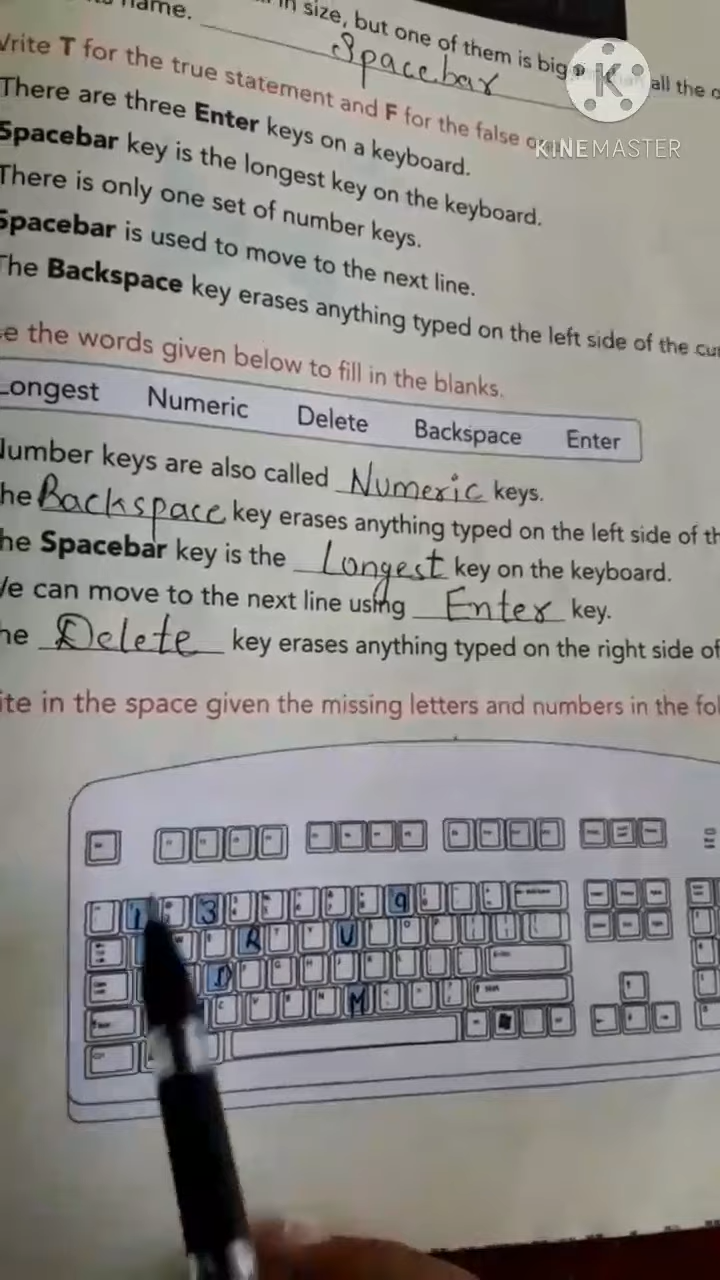 name.
in size, but one of them is big all the
Spacebar
Write T for the true statement and F for the false
There are three Enter keys on a keyboard.
Spacebar key is the longest key on the keyboard.
There is only one set of number keys.
Spacebar is used to move to the next line.
The Backspace key erases anything typed on the left side of the cu
e the words given below to fill in the blanks.
Longest Numeric Delete Backspace Enter
Number keys are also called Numeric keys.
he Backspace key erases anything typed on the left side of th
he Spacebar key is the Longest key on the keyboard.
We can move to the next line using Enter key.
he Delete key erases anything typed on the right side of
ite in the space given the missing letters and numbers in the fol
1 3 9
R U
D
M
K
KINEMASTER